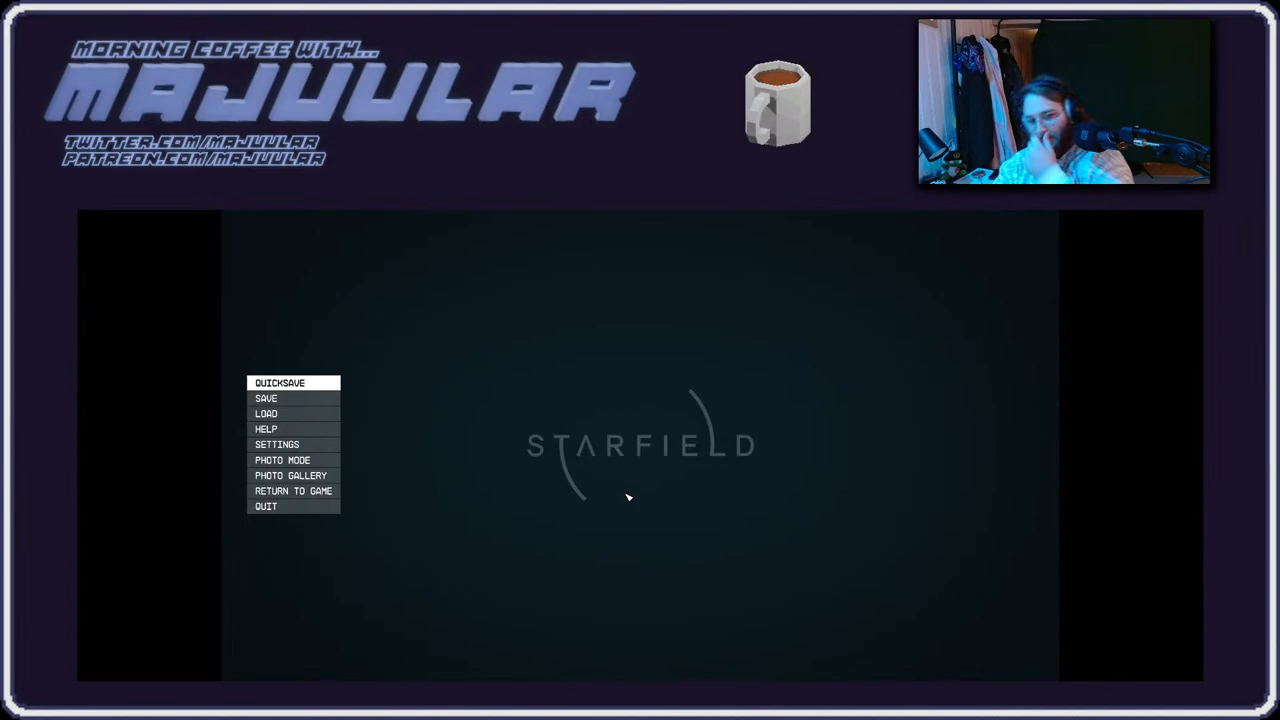 MORNING COFFEE WITH...
MAJUULAR
TWITTER.COM/MAJUULAR
PATREON.COM/MAJUULAR
QUICKSAVE
SAVE
LOAD
HELP
SETTINGS
PHOTO MODE
PHOTO GALLERY
RETURN TO GAME
QUIT
STARFIELD